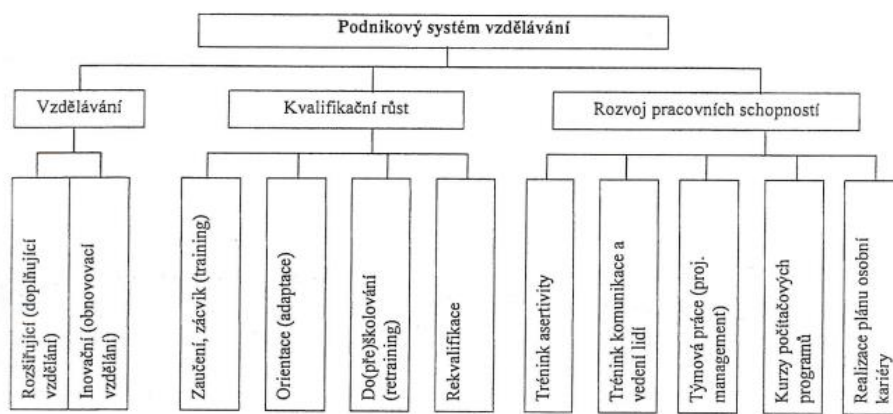 Podnikový systém vzdělávání
Vzdělávání
Kvalifikační růst
Rozvoj pracovních schopností
Rozšiřující (doplňující
vzdělání)
Inovační (obnovovací
vzdělání)
Zaučení, zácvik (training)
Orientace (adaptace)
Do(pře)školování
(retraining)
Rekvalifikace
Trénink asertivity
Trénink komunikace a
vedení lidí
Týmová práce (proj.
management)
Kurzy počítačových
programů
Realizace plánu osobní
kariéry